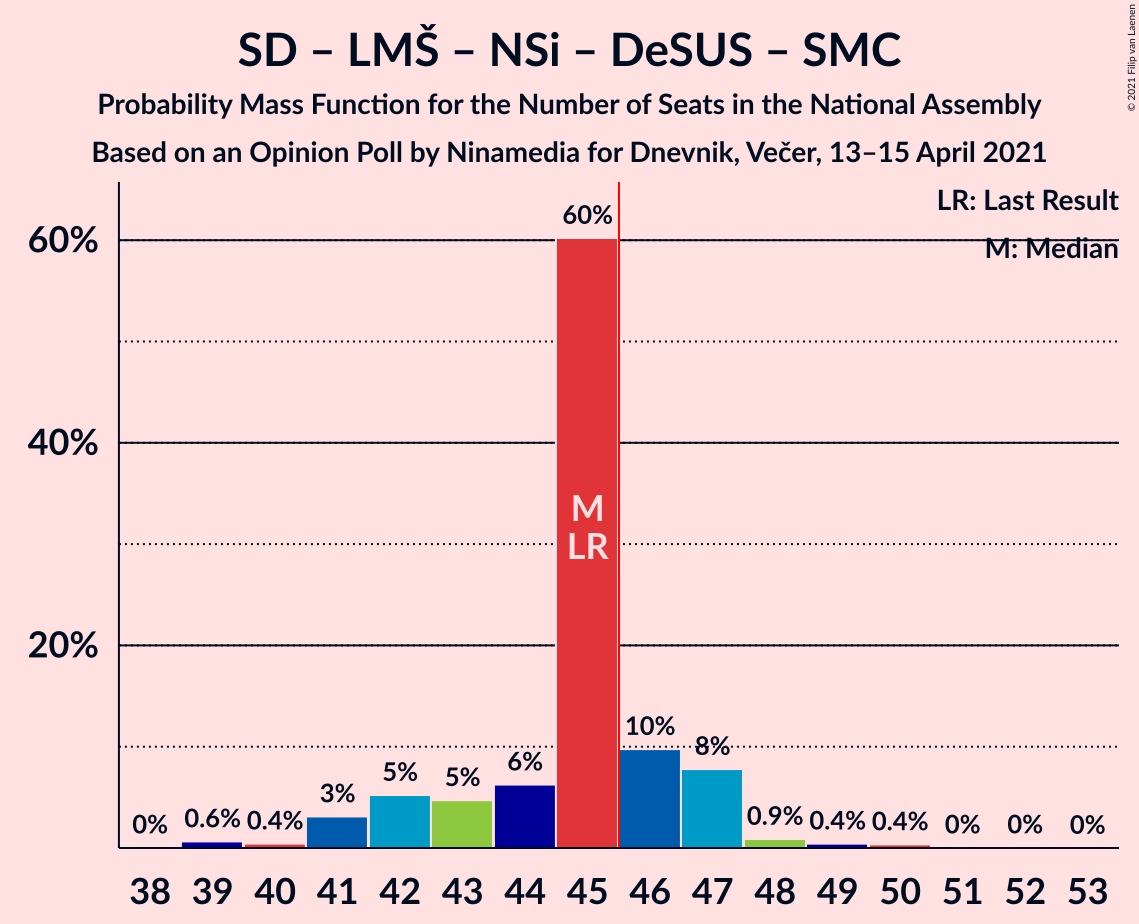 SD – LMŠ – NSi – DeSUS – SMC
Probability Mass Function for the Number of Seats in the National Assembly
Based on an Opinion Poll by Ninamedia for Dnevnik, Večer, 13–15 April 2021
© 2021 Filip van Laenen
LR: Last Result
M: Median
60%
40%
20%
0%
0.6%
0.4%
3%
5%
5%
6%
60%
10%
8%
0.9%
0.4%
0.4%
0%
0%
0%
M
LR
38 39 40 41 42 43 44 45 46 47 48 49 50 51 52 53